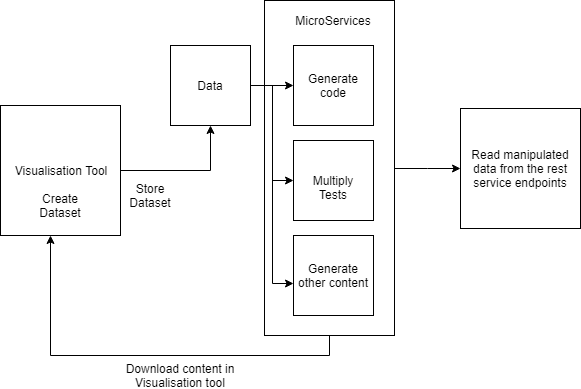 MicroServices
Data
Generate
code
Visualisation Tool
Create
Dataset
Store
Dataset
Multiply
Tests
Read manipulated
data from the rest
service endpoints
Generate
other content
Download content in
Visualisation tool